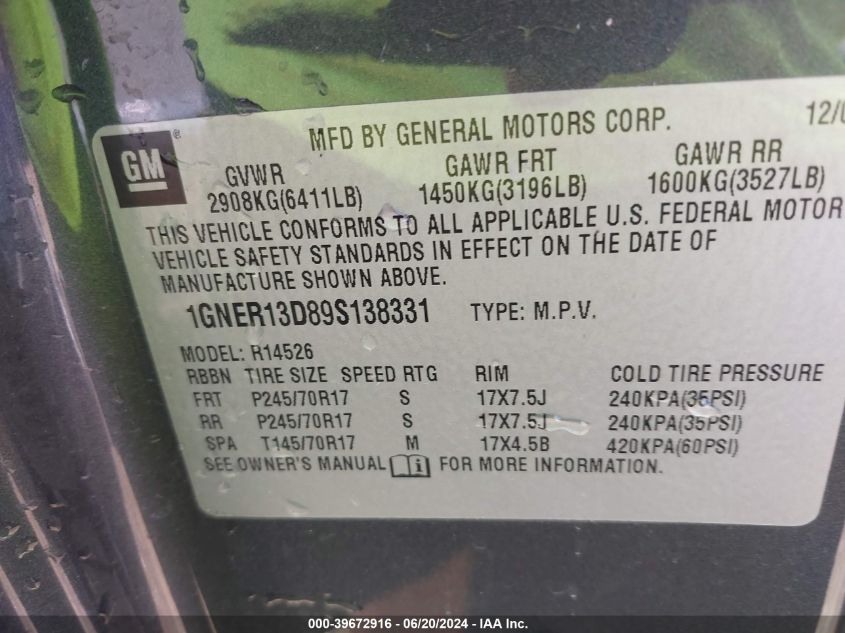 GM ®
MFD BY GENERAL MOTORS CORP. 12/0
GVWR GAWR FRT GAWR RR
2908KG(6411LB) 1450KG(3196LB) 1600KG(3527LB)
THIS VEHICLE CONFORMS TO ALL APPLICABLE U.S. FEDERAL MOTOR
VEHICLE SAFETY STANDARDS IN EFFECT ON THE DATE OF
MANUFACTURE SHOWN ABOVE.
1GNER13D89S138331 TYPE: M.P.V.
MODEL: R14526
RBBN TIRE SIZE SPEED RTG RIM COLD TIRE PRESSURE
FRT P245/70R17 S 17X7.5J 240KPA(35PSI)
RR P245/70R17 S 17X7.5J 240KPA(35PSI)
SPA T145/70R17 M 17X4.5B 420KPA(60PSI)
SEE OWNER'S MANUAL i FOR MORE INFORMATION.
000-39672916 - 06/20/2024 - IAA Inc.